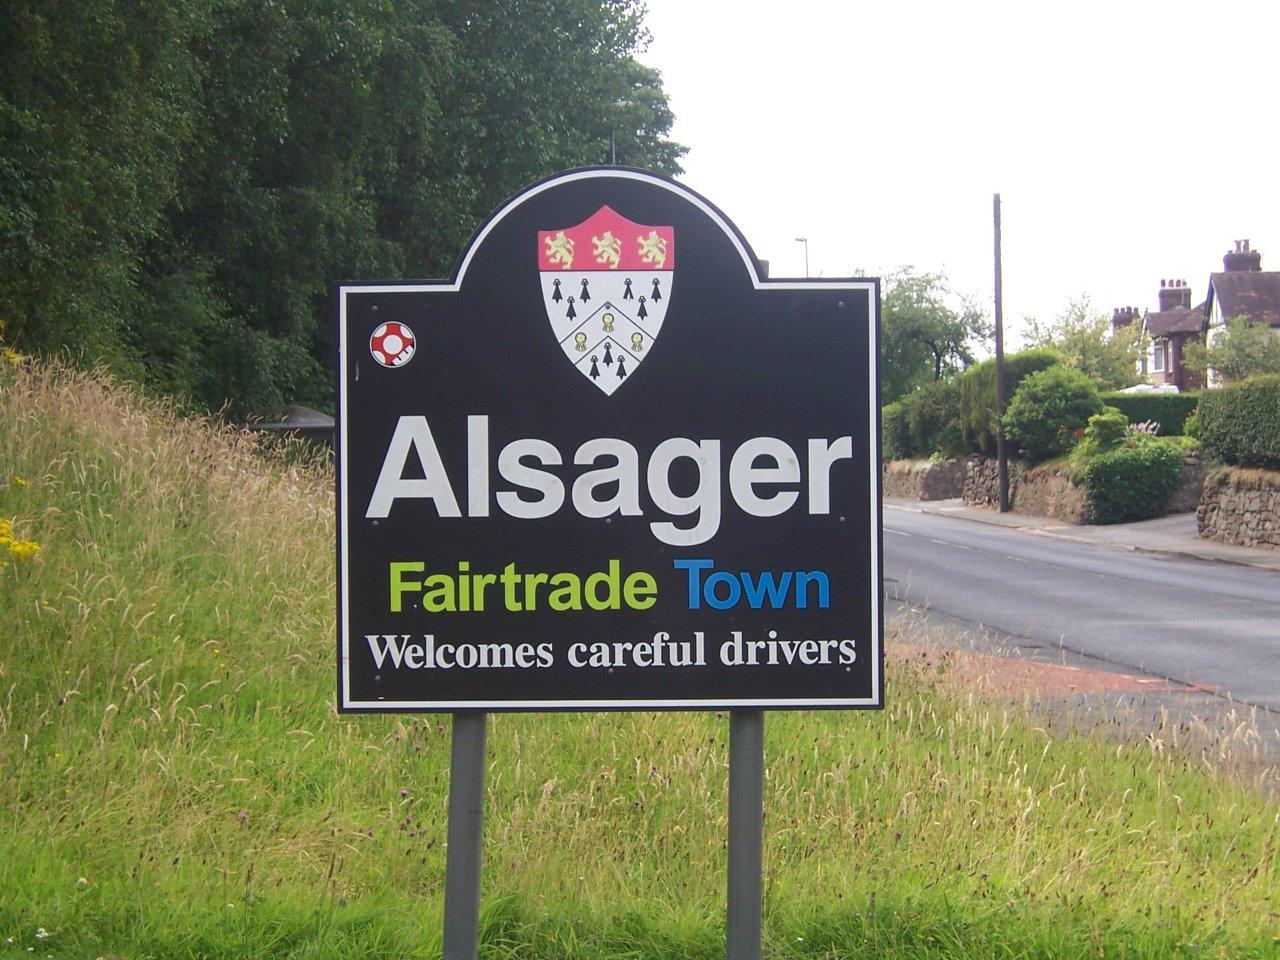 Alsager
Fairtrade Town
Welcomes careful drivers